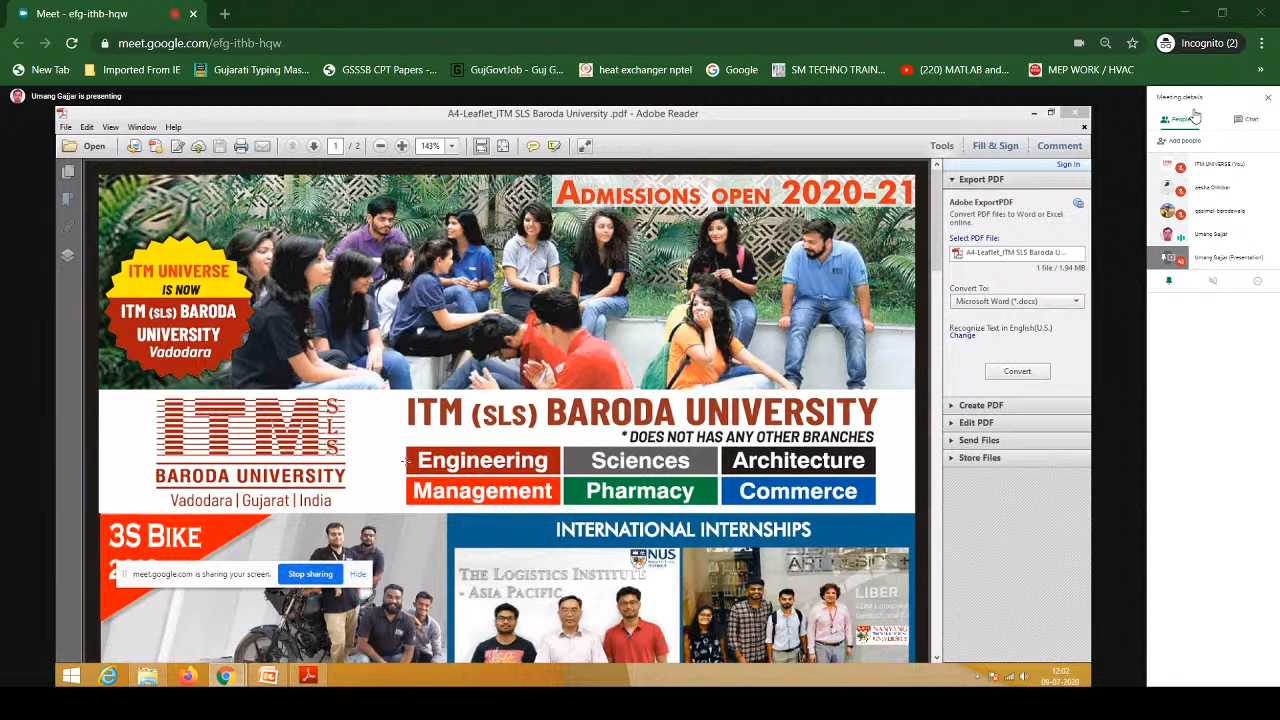 Meet - efg-ithb-hqw
meet.google.com/efg-ithb-hqw
Incognito (2)
New Tab
Imported From IE
Gujarati Typing Mas...
GSSSB CPT Papers -...
GujGovtJob - Guj G...
heat exchanger nptel
Google
SM TECHNO TRAIN...
(220) MATLAB and...
MEP WORK / HVAC
Umang Gajjar is presenting
Meeting details
People
Chat
Add people
ITM UNIVERSE (You)
Umang Gajjar
Umang Gajjar (Presentation)
A4-Leaflet_ITM SLS Baroda University .pdf - Adobe Reader
File Edit View Window Help
Open
1 / 2
143%
Tools
Fill & Sign
Comment
Sign In
Export PDF
Adobe ExportPDF
Convert PDF files to Word or Excel
online.
Select PDF File:
A4-Leaflet_ITM SLS Baroda U...
1 file / 1.94 MB
Convert To:
Microsoft Word (*.docx)
Recognize Text in English(U.S.)
Change
Convert
Create PDF
Edit PDF
Send Files
Store Files
ADMISSIONS OPEN 2020-21
ITM UNIVERSE
IS NOW
ITM (SLS) BARODA
UNIVERSITY
Vadodara
ITM SLS
BARODA UNIVERSITY
Vadodara | Gujarat | India
ITM (SLS) BARODA UNIVERSITY
* DOES NOT HAS ANY OTHER BRANCHES
Engineering
Sciences
Architecture
Management
Pharmacy
Commerce
3S BIKE
INTERNATIONAL INTERNSHIPS
THE LOGISTICS INSTITUTE
- ASIA PACIFIC
NUS
LIBER
meet.google.com is sharing your screen.
Stop sharing
Hide
12:02
09-07-2020